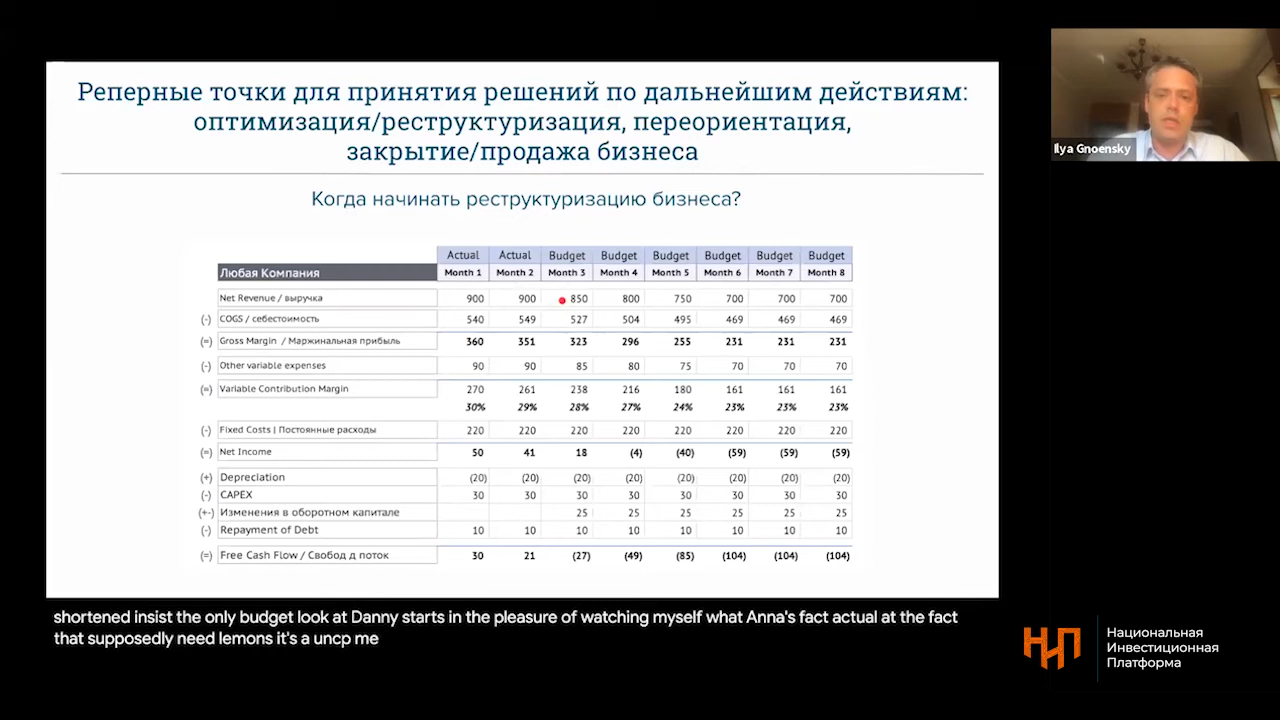 Реперные точки для принятия решений по дальнейшим действиям:
оптимизация/реструктуризация, переориентация,
закрытие/продажа бизнеса
Когда начинать реструктуризацию бизнеса?
Actual Actual Budget Budget Budget Budget Budget Budget
Любая Компания Month 1 Month 2 Month 3 Month 4 Month 5 Month 6 Month 7 Month 8
Net Revenue / выручка 900 900 850 800 750 700 700 700
(-) COGS / себестоимость 540 549 527 504 495 469 469 469
(=) Gross Margin / Маржинальная прибыль 360 351 323 296 255 231 231 231
(-) Other variable expenses 90 90 85 80 75 70 70 70
(=) Variable Contribution Margin 270 261 238 216 180 161 161 161
30% 29% 28% 27% 24% 23% 23% 23%
(-) Fixed Costs | Постоянные расходы 220 220 220 220 220 220 220 220
(=) Net Income 50 41 18 (4) (40) (59) (59) (59)
(+) Depreciation (20) (20) (20) (20) (20) (20) (20) (20)
(-) CAPEX 30 30 30 30 30 30 30 30
(+-) Изменения в оборотном капитале 25 25 25 25 25 25
(-) Repayment of Debt 10 10 10 10 10 10 10 10
(=) Free Cash Flow / Свобод д поток 30 21 (27) (49) (85) (104) (104) (104)
Ilya Gnoensky
shortened insist the only budget look at Danny starts in the pleasure of watching myself what Anna's fact actual at the fact
that supposedly need lemons it's a uncp me
НИП
Национальная
Инвестиционная
Платформа